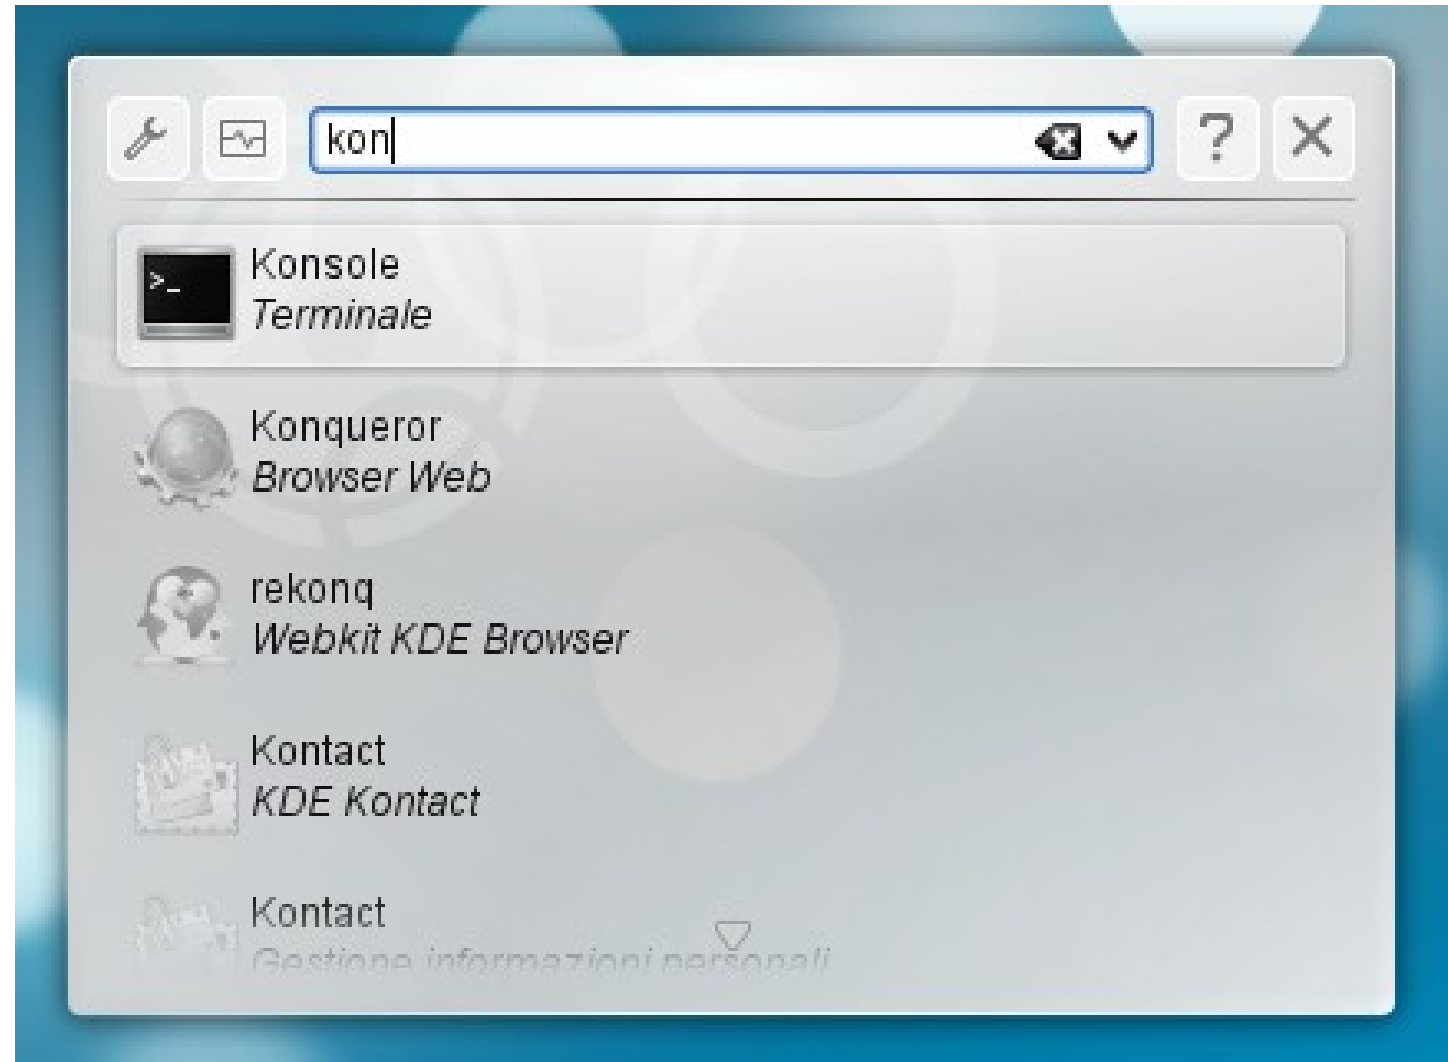 kon
?
>_
Konsole
Terminale
Konqueror
Browser Web
rekonq
Webkit KDE Browser
Kontact
KDE Kontact
Kontact
Gestione informazioni personali